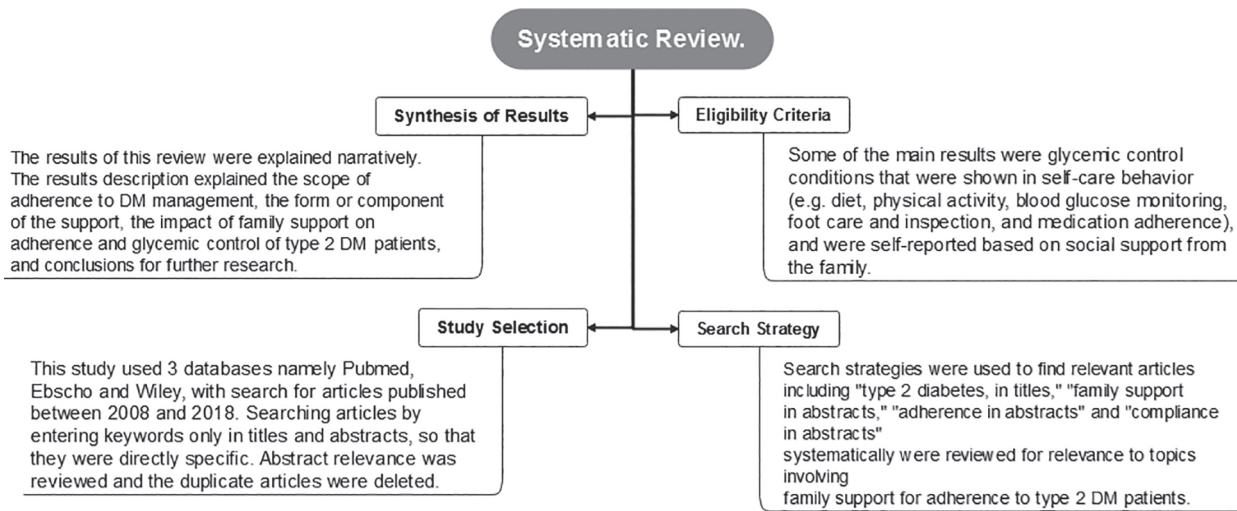 Systematic Review.
Synthesis of Results
The results of this review were explained narratively.
The results description explained the scope of
adherence to DM management, the form or component
of the support, the impact of family support on
adherence and glycemic control of type 2 DM patients,
and conclusions for further research.
Eligibility Criteria
Some of the main results were glycemic control
conditions that were shown in self-care behavior
(e.g. diet, physical activity, blood glucose monitoring,
foot care and inspection, and medication adherence),
and were self-reported based on social support from
the family.
Study Selection
This study used 3 databases namely Pubmed,
Ebscho and Wiley, with search for articles published
between 2008 and 2018. Searching articles by
entering keywords only in titles and abstracts, so that
they were directly specific. Abstract relevance was
reviewed and the duplicate articles were deleted.
Search Strategy
Search strategies were used to find relevant articles
including "type 2 diabetes, in titles," "family support
in abstracts," "adherence in abstracts" and "compliance
in abstracts"
systematically were reviewed for relevance to topics
involving
family support for adherence to type 2 DM patients.